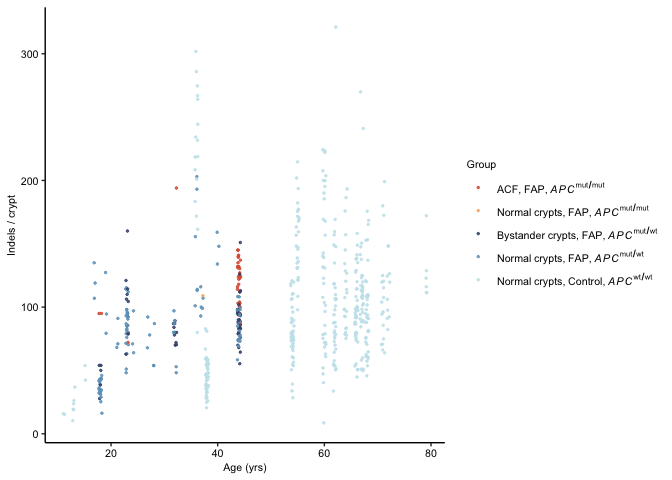 300
200
100
0
Indels / crypt
20
40
60
80
Age (yrs)
Group
ACF, FAP, APCmut/mut
Normal crypts, FAP, APCmut/mut
Bystander crypts, FAP, APCmut/wt
Normal crypts, FAP, APCmut/wt
Normal crypts, Control, APCwt/wt